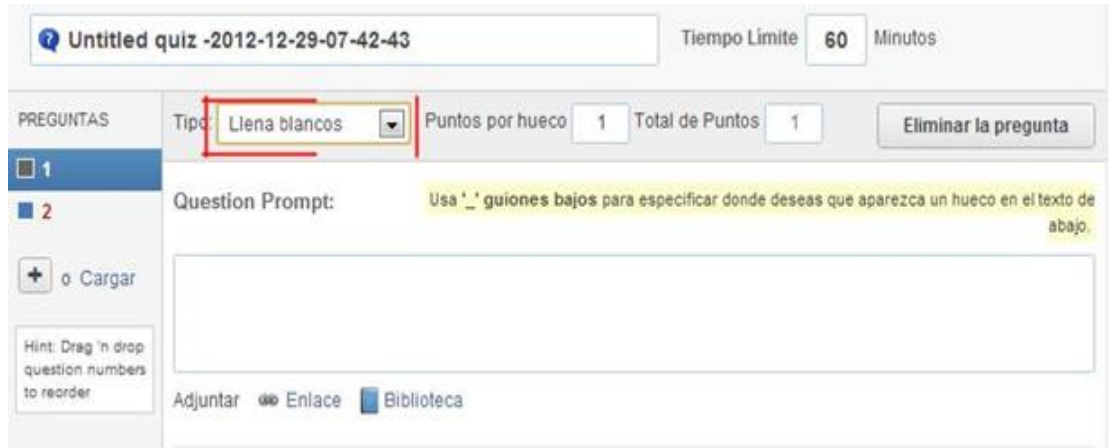 Untitled quiz -2012-12-29-07-42-43
Tiempo Límite 60 Minutos
PREGUNTAS
Tipo: Llena blancos Puntos por hueco 1 Total de Puntos 1 Eliminar la pregunta
1
2
+ o Cargar
Hint: Drag 'n drop
question numbers
to reorder
Question Prompt:
Usa '_' guiones bajos para especificar donde deseas que aparezca un hueco en el texto de
abajo.
Adjuntar Enlace Biblioteca